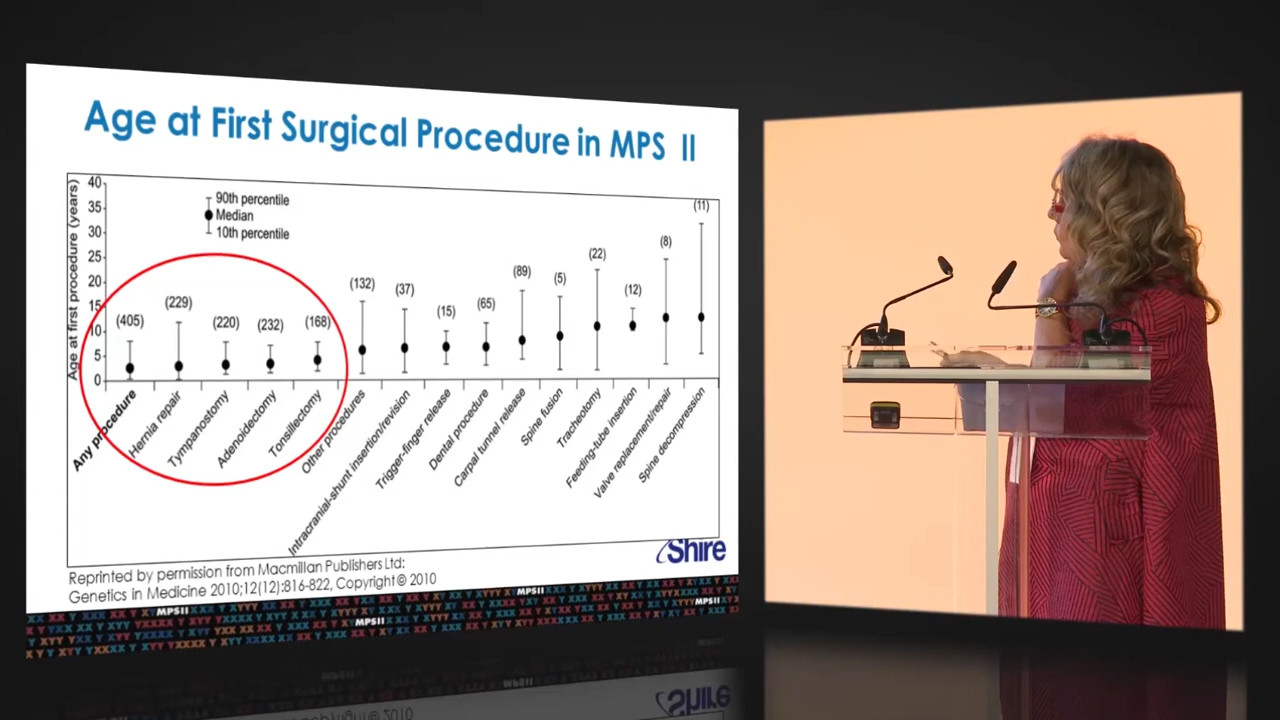 Age at First Surgical Procedure in MPS II
Age at first procedure (years)
40
35
30
25
20
15
10
5
0
90th percentile
Median
10th percentile
(405)
(229)
(220)
(232)
(168)
(132)
(37)
(15)
(65)
(89)
(5)
(22)
(12)
(8)
(11)
Any procedure
Hernia repair
Tympanostomy
Adenoidectomy
Tonsillectomy
Other procedures
Intracranial-shunt insertion/revision
Trigger-finger release
Dental procedure
Carpal tunnel release
Spine fusion
Tracheotomy
Feeding-tube insertion
Valve replacement/repair
Spine decompression
Shire
Reprinted by permission from Macmillan Publishers Ltd:
Genetics in Medicine 2010;12(12):816-822, Copyright © 2010
MPSII
MPSII
MPSII
MPSII